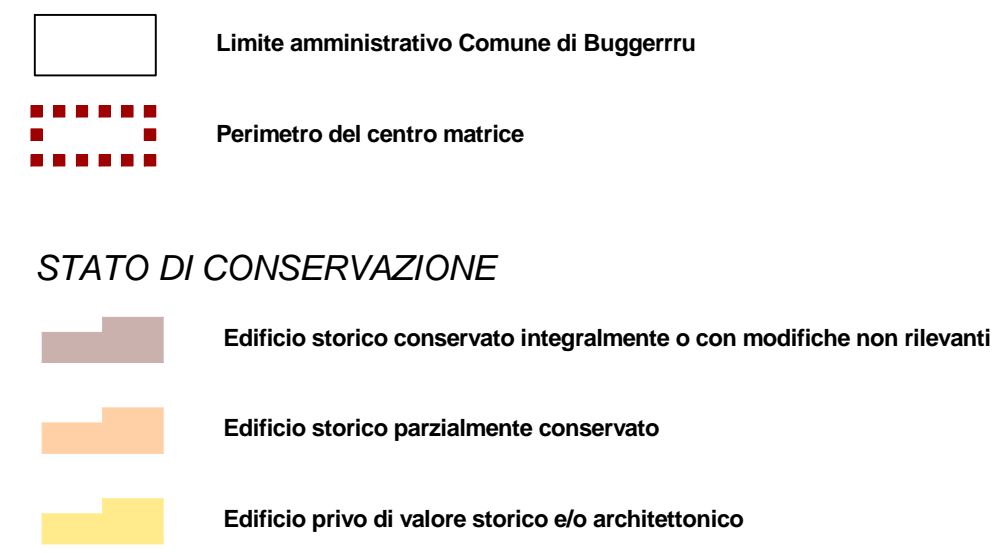 Limite amministrativo Comune di Buggerrru
Perimetro del centro matrice
STATO DI CONSERVAZIONE
Edificio storico conservato integralmente o con modifiche non rilevanti
Edificio storico parzialmente conservato
Edificio privo di valore storico e/o architettonico